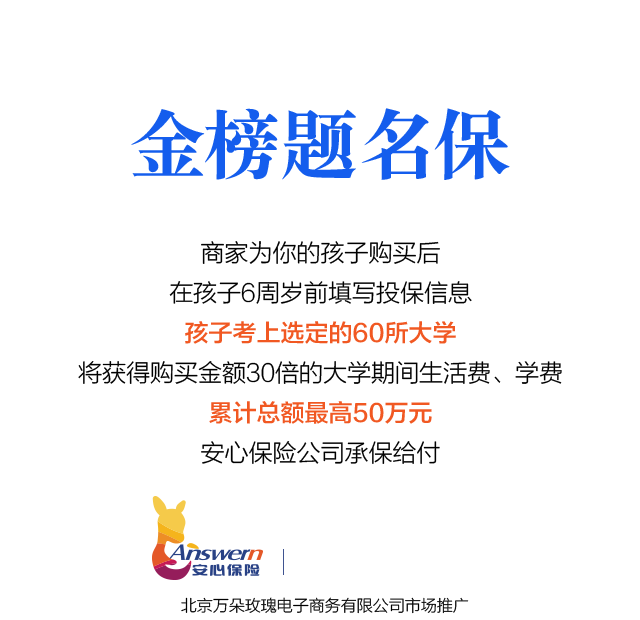 金榜题名保
商家为你的孩子购买后
在孩子6周岁前填写投保信息
孩子考上选定的60所大学
将获得购买金额30倍的大学期间生活费、学费
累计总额最高50万元
安心保险公司承保给付
Answern
安心保险
北京万朵玫瑰电子商务有限公司市场推广